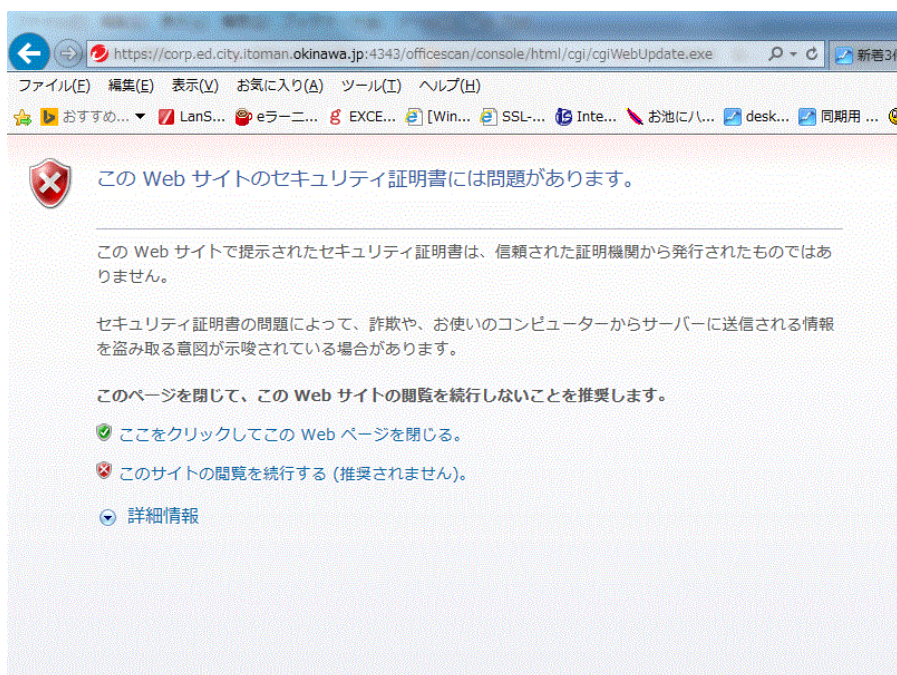 https://corp.ed.city.itoman.okinawa.jp:4343/officescan/console/html/cgi/cgiWebUpdate.exe
新着3
ファイル(F) 編集(E) 表示(V) お気に入り(A) ツール(T) ヘルプ(H)
おすすめ... LanS... eラーニ... EXCE... [Win... SSL-... Inte... お池にハ... desk... 同期用 ...
この Web サイトのセキュリティ証明書には問題があります。
この Web サイトで提示されたセキュリティ証明書は、信頼された証明機関から発行されたものではあ
りません。
セキュリティ証明書の問題によって、詐欺や、お使いのコンピューターからサーバーに送信される情報
を盗み取る意図が示唆されている場合があります。
このページを閉じて、この Web サイトの閲覧を続行しないことを推奨します。
ここをクリックしてこの Web ページを閉じる。
このサイトの閲覧を続行する (推奨されません)。
詳細情報